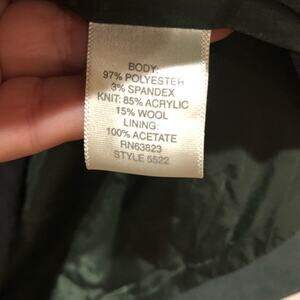 BODY:
97% POLYESTER
3% SPANDEX
KNIT: 85% ACRYLIC
15% WOOL
LINING:
100% ACETATE
RN63823
STYLE 5522